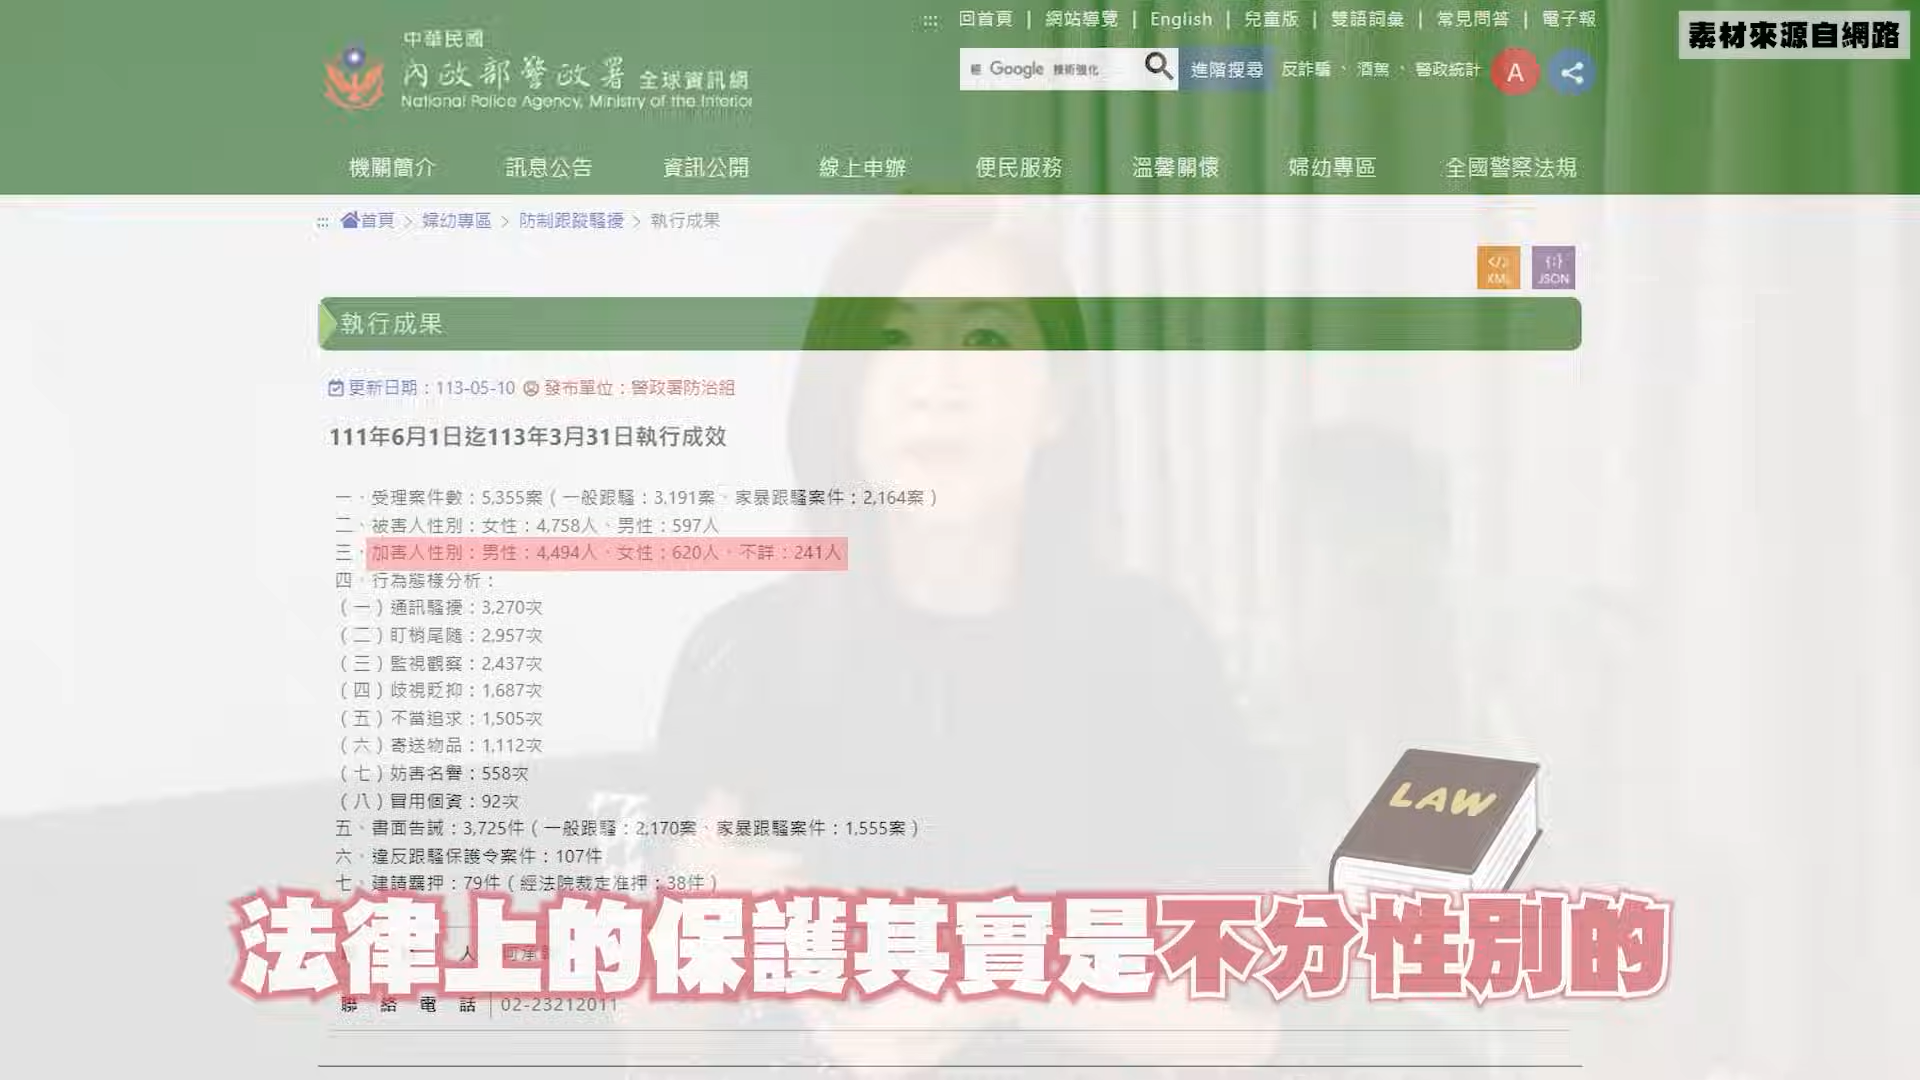 ::: 回首頁 | 網站導覽 | English | 兒童版 | 雙語詞彙 | 常見問答 | 電子報
素材來源自網路
中華民國
內政部警政署 全球資訊網
National Police Agency, Ministry of the Interior
Google 技術強化
進階搜尋 反詐騙、酒駕、警政統計 A
機關簡介 訊息公告 資訊公開 線上申辦 便民服務 溫馨關懷 婦幼專區 全國警察法規
::: 首頁 > 婦幼專區 > 防制跟蹤騷擾 > 執行成果
</> XML {:} JSON
執行成果
更新日期：113-05-10 發布單位：警政署防治組
111年6月1日迄113年3月31日執行成效
一、受理案件數：5,355案（一般跟騷：3,191案、家暴跟騷案件：2,164案）
二、被害人性別：女性：4,758人、男性：597人
三、加害人性別：男性：4,494人、女性：620人、不詳：241人
四、行為態樣分析：
（一）通訊騷擾：3,270次
（二）盯梢尾隨：2,957次
（三）監視觀察：2,437次
（四）歧視貶抑：1,687次
（五）不當追求：1,505次
（六）寄送物品：1,112次
（七）妨害名譽：558次
（八）冒用個資：92次
五、書面告誡：3,725件（一般跟騷：2,170案、家暴跟騷案件：1,555案）
六、違反跟騷保護令案件：107件
七、建請羈押：79件（經法院裁定准押：38件）
LAW
法律上的保護其實是不分性別的
人
聯絡電話 02-23212011